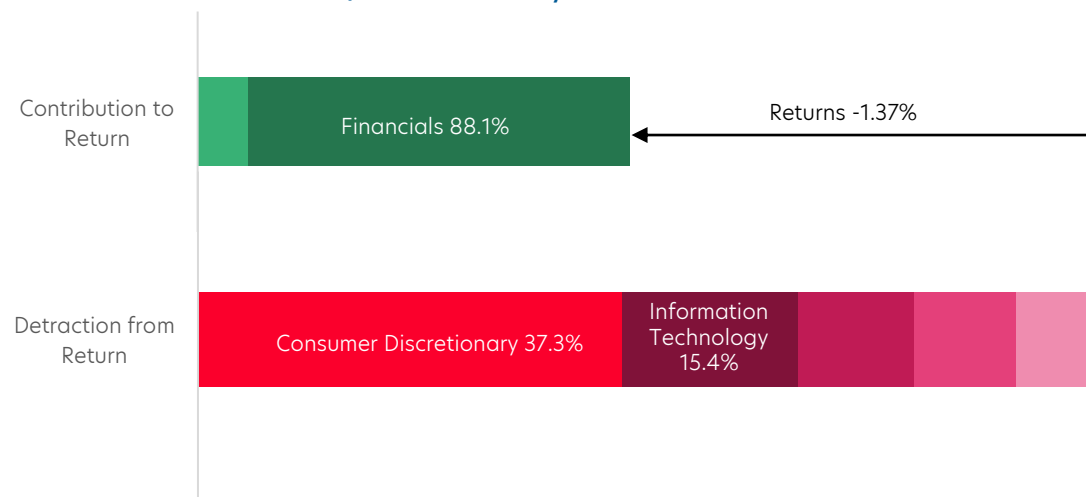 Contribution to
Return
Financials 88.1%
Returns -1.37%
Detraction from
Return
Consumer Discretionary 37.3%
Information
Technology
15.4%